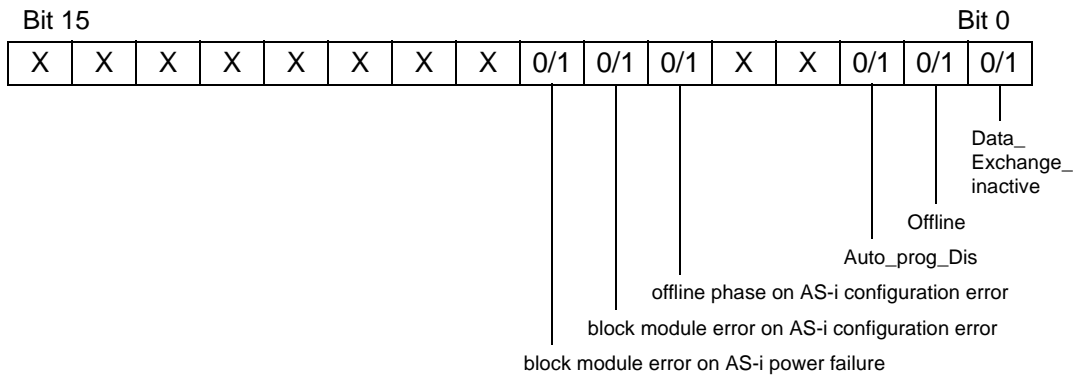 Bit 15 Bit 0
X X X X X X X X 0/1 0/1 0/1 X X 0/1 0/1 0/1
Data_
Exchange_
inactive
Offline
Auto_prog_Dis
offline phase on AS-i configuration error
block module error on AS-i configuration error
block module error on AS-i power failure